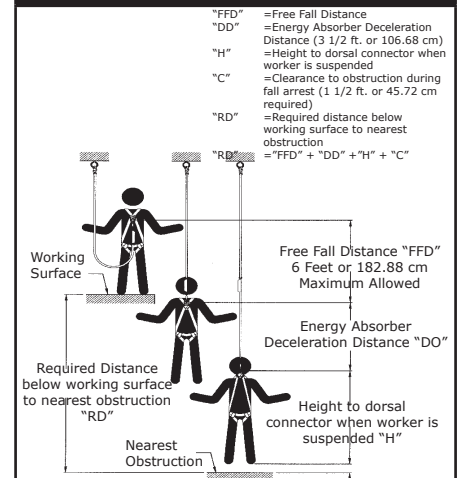 “FFD” =Free Fall Distance
“DD” =Energy Absorber Deceleration
Distance (3 1/2 ft. or 106.68 cm)
“H” =Height to dorsal connector when
worker is suspended
“C” =Clearance to obstruction during
fall arrest (1 1/2 ft. or 45.72 cm
required)
“RD” =Required distance below
working surface to nearest
obstruction
“RD” =”FFD” + “DD” +”H” + “C”
Working
Surface
Free Fall Distance “FFD”
6 Feet or 182.88 cm
Maximum Allowed
Energy Absorber
Deceleration Distance “DO”
Required Distance
below working surface
to nearest obstruction
“RD”
Height to dorsal
connector when worker is
suspended “H”
Nearest
Obstruction